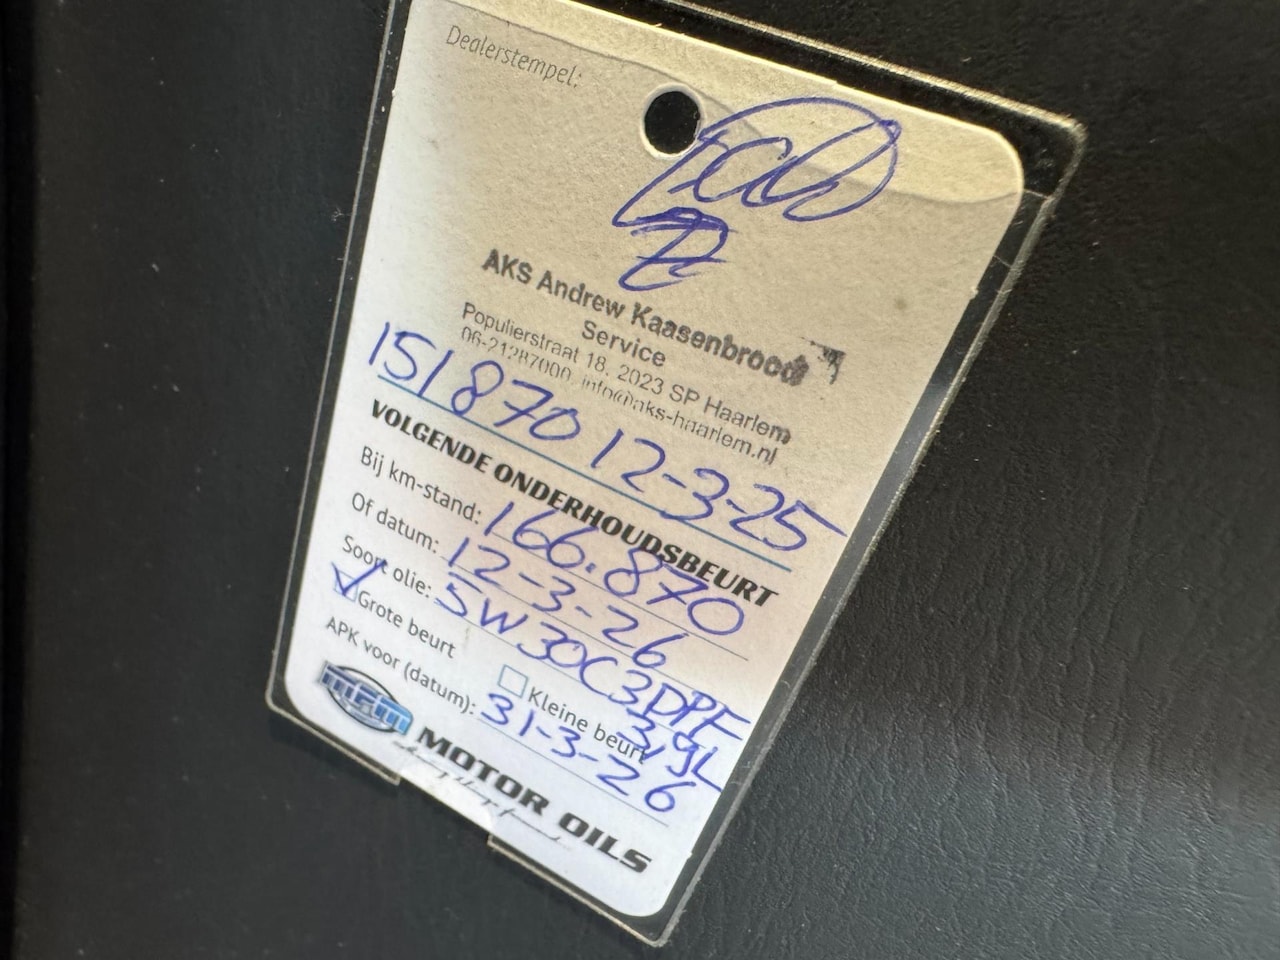 Dealerstempel:
AKS Andrew Kaasenbrood
Service
Populierstraat 18, 2023 SP Haarlem
06-21287000, info@aks-haarlem.nl
151870 12-3-25
VOLGENDE ONDERHOUDSBEURT
Bij km-stand: 166.870
Of datum: 12-3-26
Soort olie: 5W30C3DPF
3,9L
Grote beurt Kleine beurt
APK voor (datum): 31-3-26
MOTOR OILS